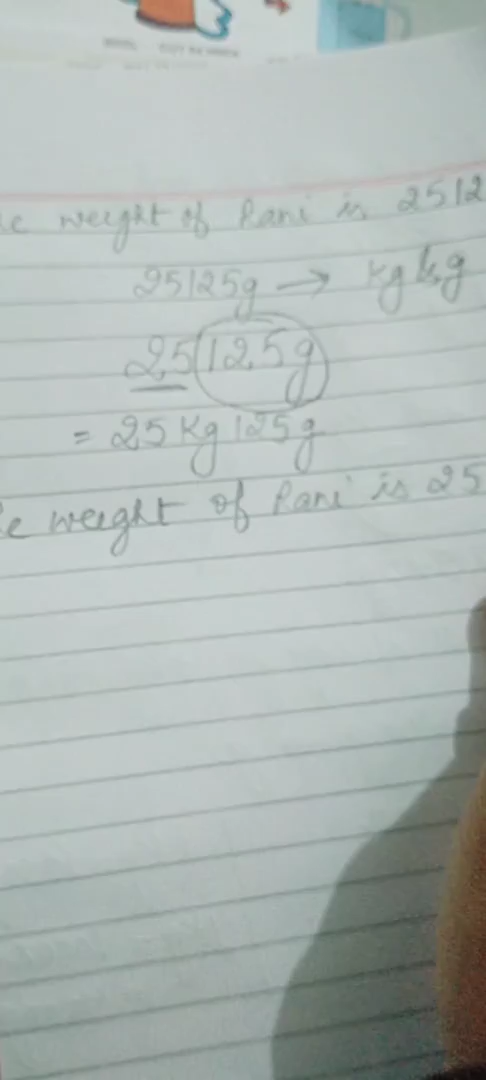 e weight of Rani is 2512
25125g → kg & g
25 125g
= 25 Kg 125 g
e weight of Rani is 25